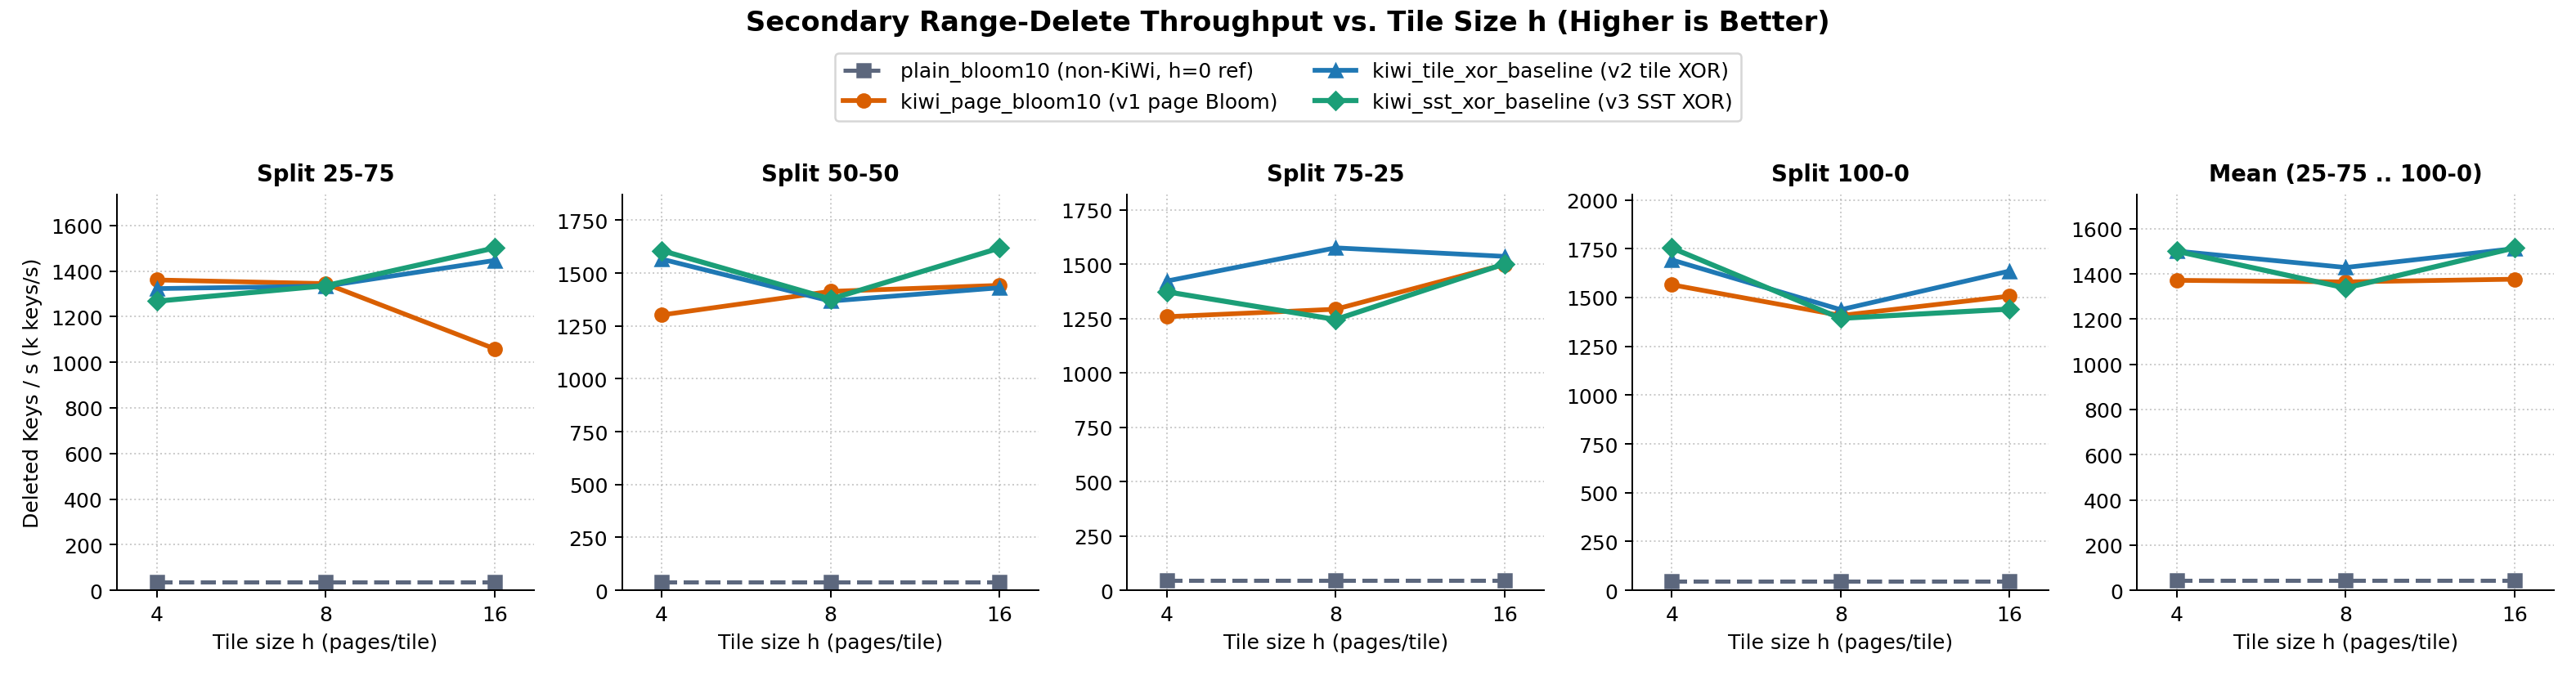 Secondary Range-Delete Throughput vs. Tile Size h (Higher is Better)
plain_bloom10 (non-KiWi, h=0 ref)
kiwi_page_bloom10 (v1 page Bloom)
kiwi_tile_xor_baseline (v2 tile XOR)
kiwi_sst_xor_baseline (v3 SST XOR)
Split 25-75
Deleted Keys / s (k keys/s)
1600
1400
1200
1000
800
600
400
200
0
4 8 16
Tile size h (pages/tile)
Split 50-50
1750
1500
1250
1000
750
500
250
0
4 8 16
Tile size h (pages/tile)
Split 75-25
1750
1500
1250
1000
750
500
250
0
4 8 16
Tile size h (pages/tile)
Split 100-0
2000
1750
1500
1250
1000
750
500
250
0
4 8 16
Tile size h (pages/tile)
Mean (25-75 .. 100-0)
1600
1400
1200
1000
800
600
400
200
0
4 8 16
Tile size h (pages/tile)